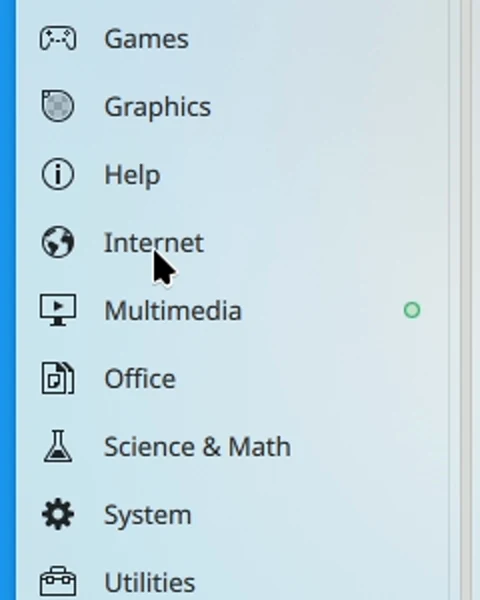 Games
Graphics
Help
Internet
Multimedia
Office
Science & Math
System
Utilities